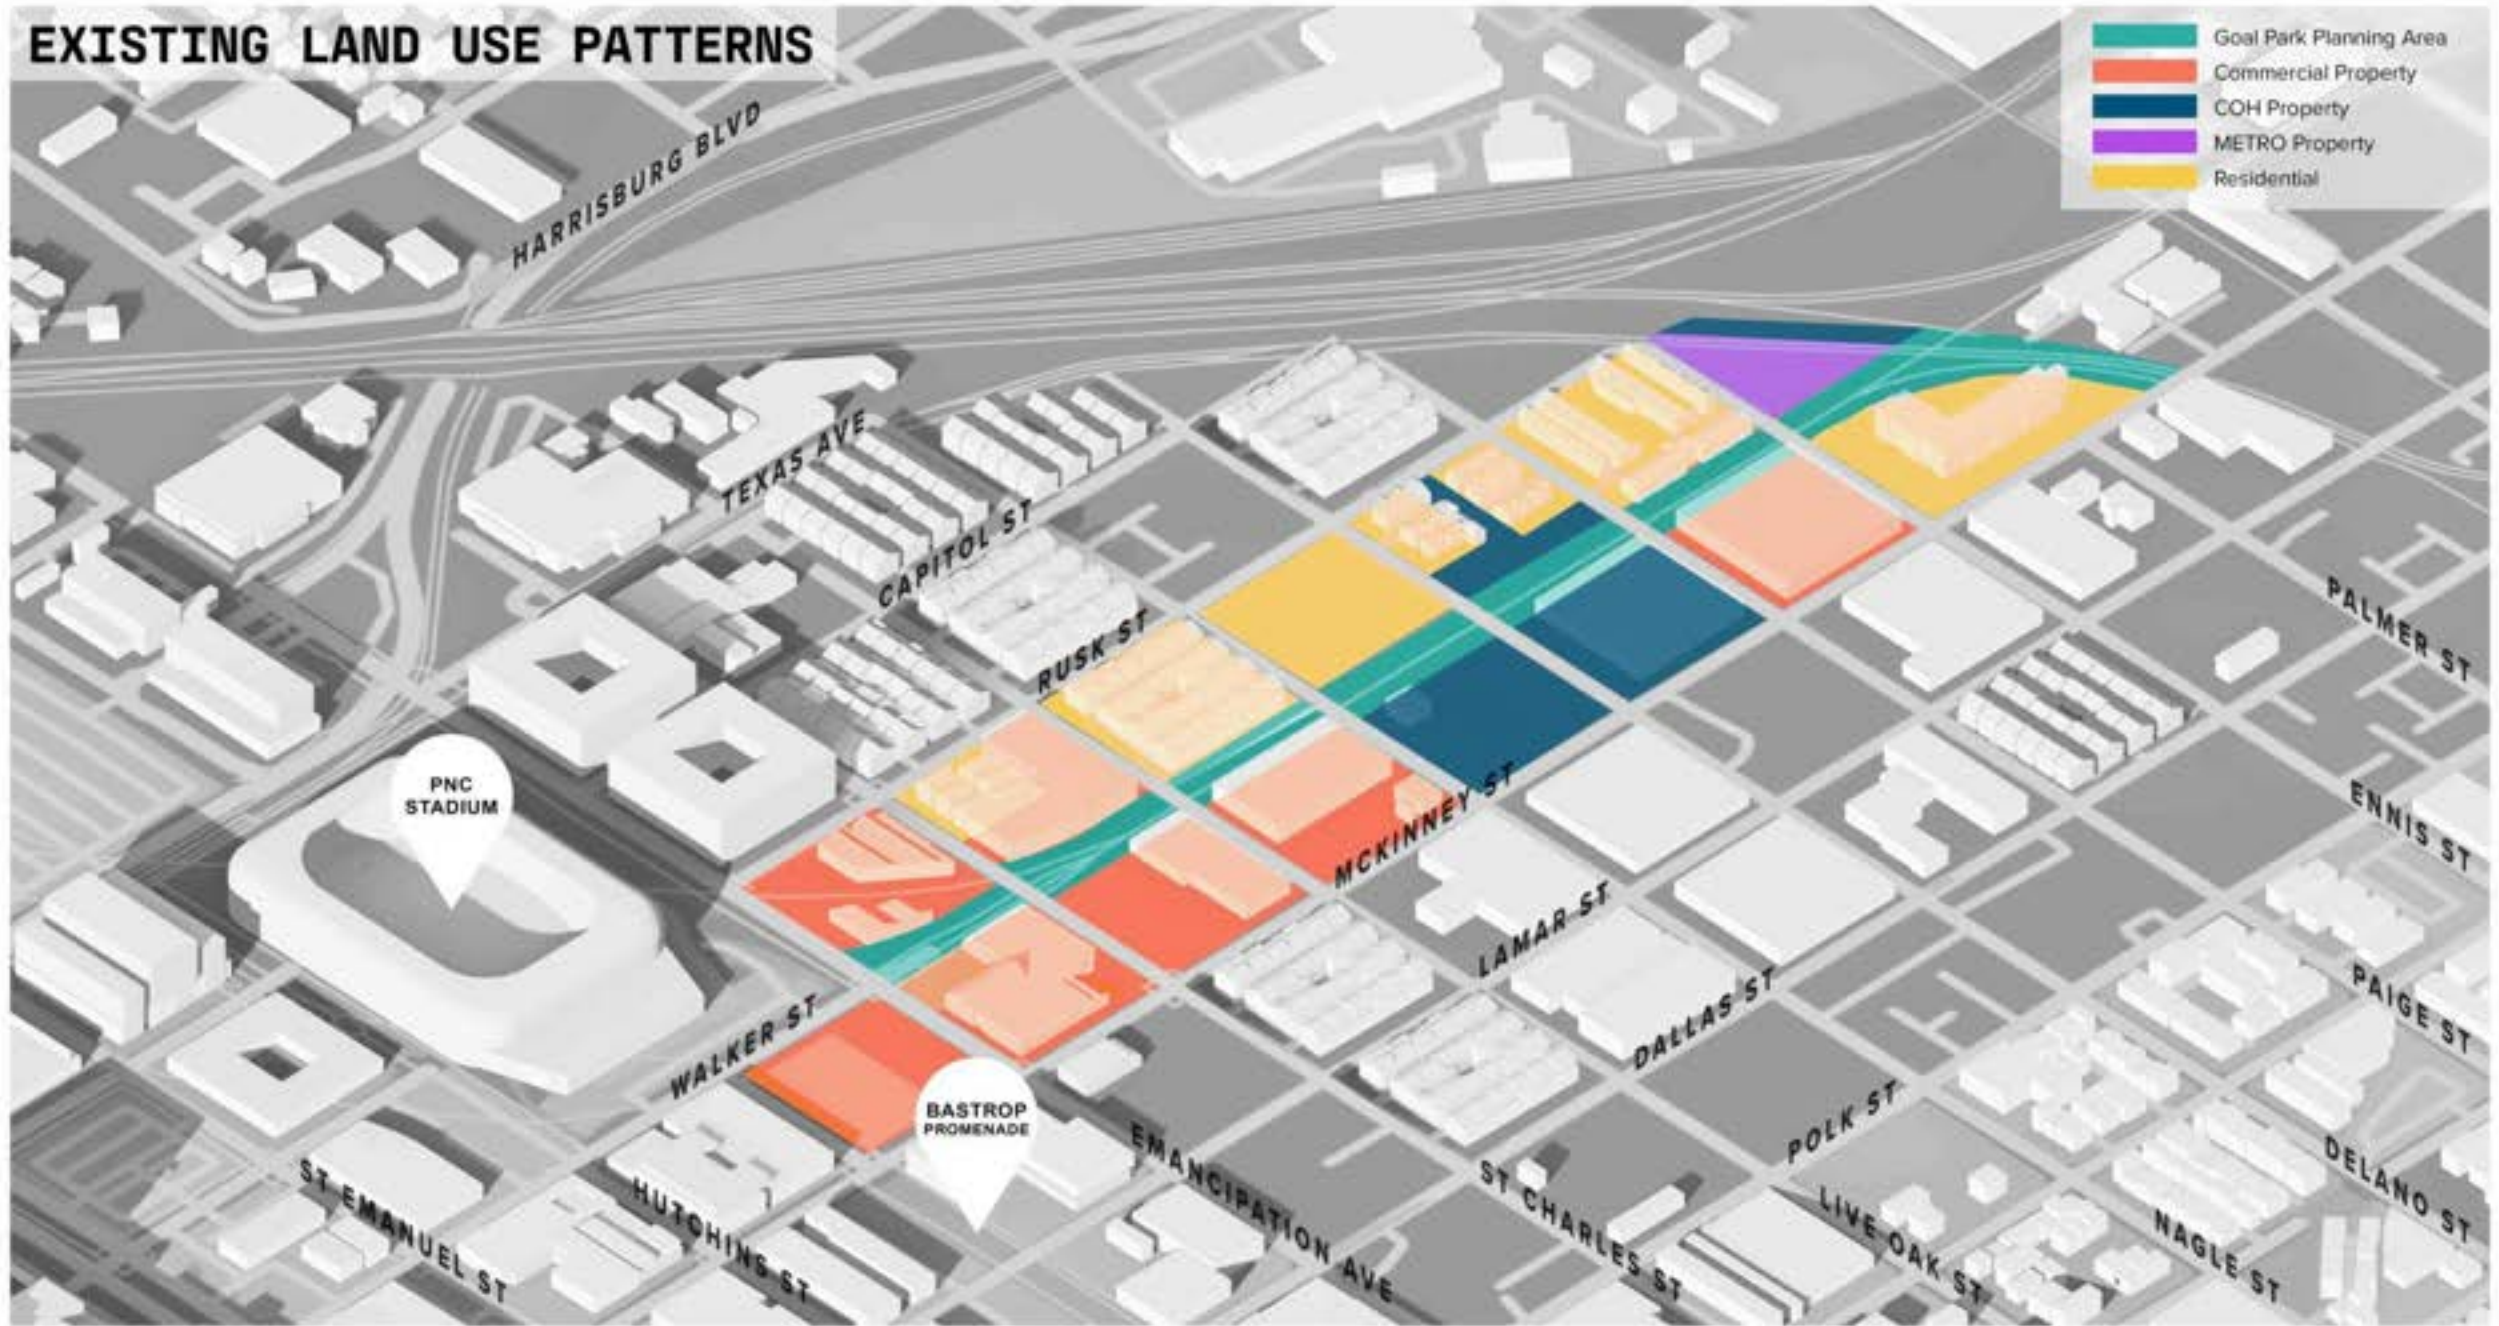 EXISTING LAND USE PATTERNS
Goal Park Planning Area
Commercial Property
COH Property
METRO Property
Residential
HARRISBURG BLVD
TEXAS AVE
CAPITOL ST
RUSK ST
PALMER ST
PNC
STADIUM
MCKINNEY ST
ENNIS ST
LAMAR ST
WALKER ST
DALLAS ST
PAIGE ST
BASTROP
PROMENADE
POLK ST
ST EMANUEL ST
HUTCHINS ST
EMANCIPATION AVE
ST CHARLES ST
LIVE OAK ST
NAGLE ST
DELANO ST